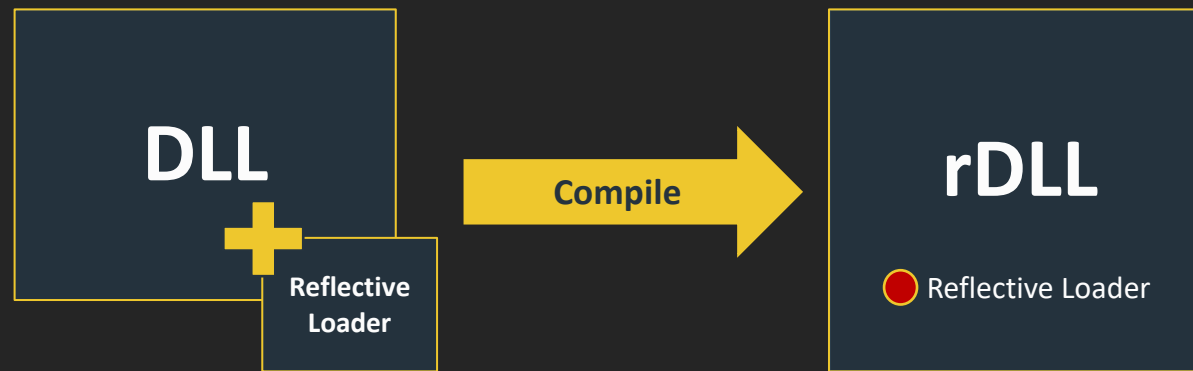 DLL
Reflective
Loader
Compile
rDLL
Reflective Loader